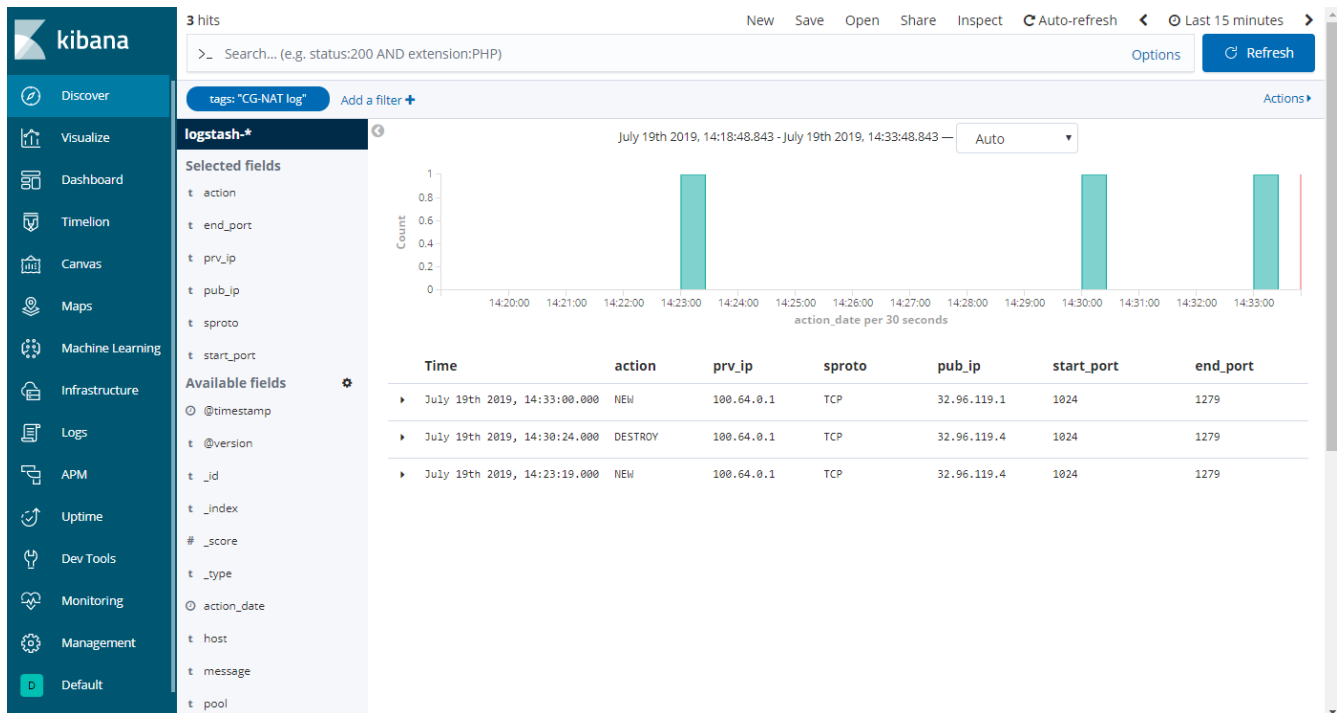 kibana
Discover
Visualize
Dashboard
Timelion
Canvas
Maps
Machine Learning
Infrastructure
Logs
APM
Uptime
Dev Tools
Monitoring
Management
D Default
3 hits
New Save Open Share Inspect Auto-refresh Last 15 minutes
>_ Search... (e.g. status:200 AND extension:PHP) Options Refresh
tags: "CG-NAT log" Add a filter + Actions
logstash-*
Selected fields
t action
t end_port
t prv_ip
t pub_ip
t sproto
t start_port
Available fields
@timestamp
t @version
t _id
t _index
# _score
t _type
action_date
t host
t message
t pool
July 19th 2019, 14:18:48.843 - July 19th 2019, 14:33:48.843 — Auto
Count
1
0.8
0.6
0.4
0.2
0
14:20:00 14:21:00 14:22:00 14:23:00 14:24:00 14:25:00 14:26:00 14:27:00 14:28:00 14:29:00 14:30:00 14:31:00 14:32:00 14:33:00
action_date per 30 seconds
Time action prv_ip sproto pub_ip start_port end_port
July 19th 2019, 14:33:00.000 NEW 100.64.0.1 TCP 32.96.119.1 1024 1279
July 19th 2019, 14:30:24.000 DESTROY 100.64.0.1 TCP 32.96.119.4 1024 1279
July 19th 2019, 14:23:19.000 NEW 100.64.0.1 TCP 32.96.119.4 1024 1279